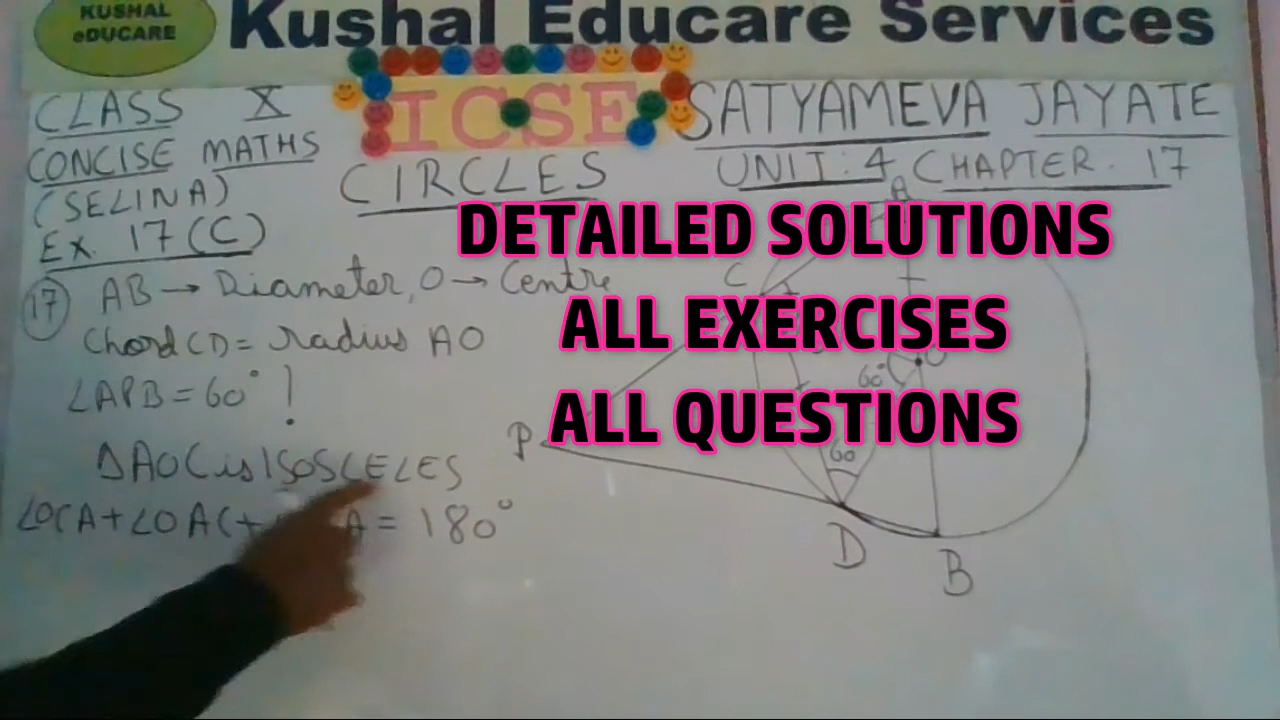 KUSHAL
eDUCARE
Kushal Educare Services
CLASS X
ICSE
SATYAMEVA JAYATE
CONCISE MATHS
(SELINA)
CIRCLES
UNIT: 4 CHAPTER. 17
Ex. 17(C)
DETAILED SOLUTIONS
ALL EXERCISES
ALL QUESTIONS
17 AB → Diameter, O → Centre
Chord CD = radius AO
∠APB = 60° !
ΔAOC is ISOSCELES
∠OCA + ∠OAC + A = 180°
A
C
O
60°
P
60
D
B